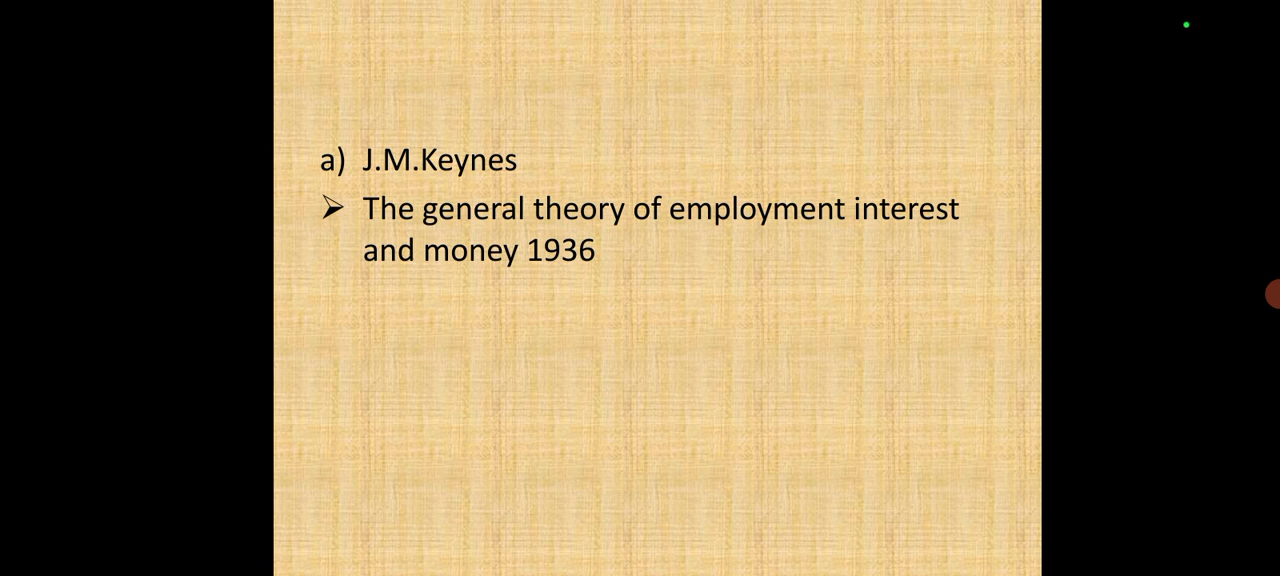 a) J.M.Keynes
➢ The general theory of employment interest
and money 1936